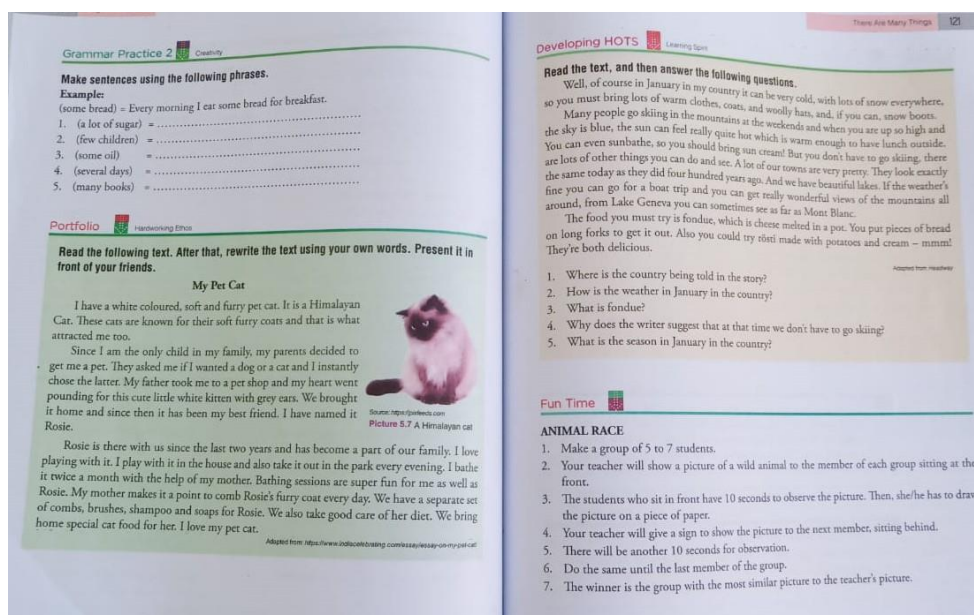 Grammar Practice 2 Creativity
Make sentences using the following phrases.
Example:
(some bread) = Every morning I eat some bread for breakfast.
1. (a lot of sugar) = ....................
2. (few children) = ....................
3. (some oil) = ....................
4. (several days) = ....................
5. (many books) = ....................
Portfolio Hardworking Ethos
Read the following text. After that, rewrite the text using your own words. Present it in
front of your friends.
My Pet Cat
I have a white coloured, soft and furry pet cat. It is a Himalayan
Cat. These cats are known for their soft furry coats and that is what
attracted me too.
Since I am the only child in my family, my parents decided to
get me a pet. They asked me if I wanted a dog or a cat and I instantly
chose the latter. My father took me to a pet shop and my heart went
pounding for this cute little white kitten with grey ears. We brought
it home and since then it has been my best friend. I have named it
Rosie.
Source: https://pixfeeds.com
Picture 5.7 A Himalayan cat
Rosie is there with us since the last two years and has become a part of our family. I love
playing with it. I play with it in the house and also take it out in the park every evening. I bathe
it twice a month with the help of my mother. Bathing sessions are super fun for me as well as
Rosie. My mother makes it a point to comb Rosie's furry coat every day. We have a separate set
of combs, brushes, shampoo and soaps for Rosie. We also take good care of her diet. We bring
home special cat food for her. I love my pet cat.
Adapted from: https://www.indiacelebrating.com/essay/essay-on-my-pet-cat
There Are Many Things 121
Developing HOTS Learning Spirit
Read the text, and then answer the following questions.
Well, of course in January in my country it can be very cold, with lots of snow everywhere,
so you must bring lots of warm clothes, coats, and woolly hats, and, if you can, snow boots.
Many people go skiing in the mountains at the weekends and when you are up so high and
the sky is blue, the sun can feel really quite hot which is warm enough to have lunch outside.
You can even sunbathe, so you should bring sun cream! But you don't have to go skiing, there
are lots of other things you can do and see. A lot of our towns are very pretty. They look exactly
the same today as they did four hundred years ago. And we have beautiful lakes. If the weather's
fine you can go for a boat trip and you can get really wonderful views of the mountains all
around, from Lake Geneva you can sometimes see as far as Mont Blanc.
The food you must try is fondue, which is cheese melted in a pot. You put pieces of bread
on long forks to get it out. Also you could try rösti made with potatoes and cream – mmm!
They're both delicious.
Adapted from: Headway
1. Where is the country being told in the story?
2. How is the weather in January in the country?
3. What is fondue?
4. Why does the writer suggest that at that time we don't have to go skiing?
5. What is the season in January in the country?
Fun Time
ANIMAL RACE
1. Make a group of 5 to 7 students.
2. Your teacher will show a picture of a wild animal to the member of each group sitting at the
front.
3. The students who sit in front have 10 seconds to observe the picture. Then, she/he has to draw
the picture on a piece of paper.
4. Your teacher will give a sign to show the picture to the next member, sitting behind.
5. There will be another 10 seconds for observation.
6. Do the same until the last member of the group.
7. The winner is the group with the most similar picture to the teacher's picture.